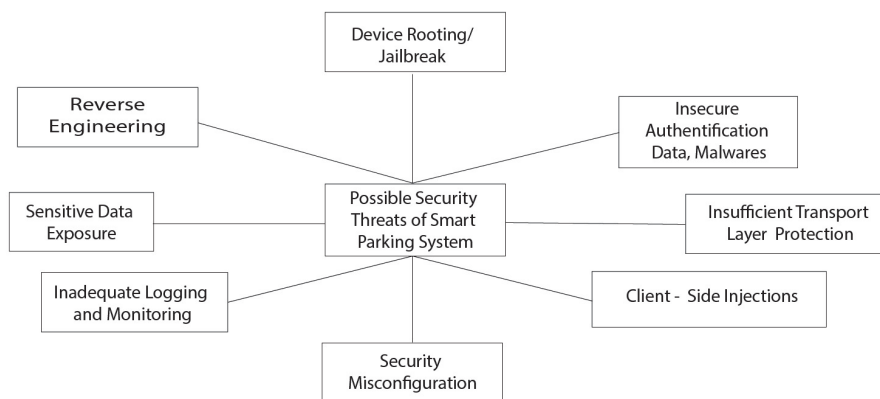 Device Rooting/
Jailbreak
Reverse
Engineering
Insecure
Authentification
Data, Malwares
Possible Security
Threats of Smart
Parking System
Sensitive Data
Exposure
Insufficient Transport
Layer Protection
Inadequate Logging
and Monitoring
Client - Side Injections
Security
Misconfiguration